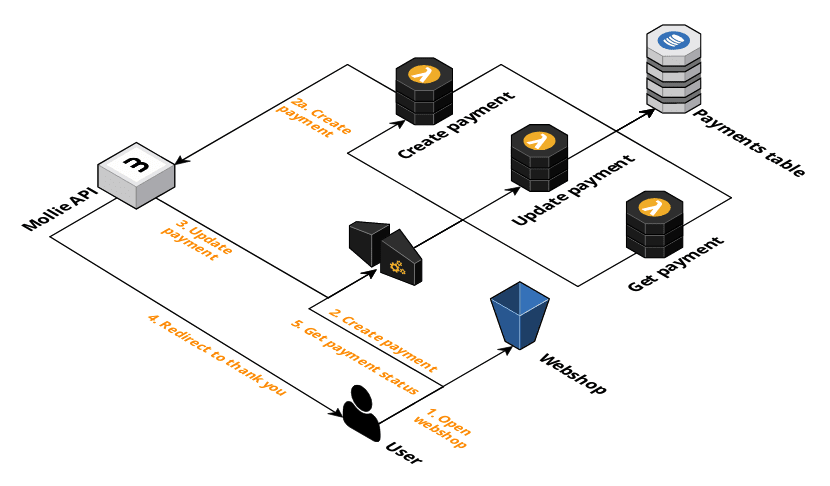 2a. Create
payment
Create payment
Payments table
Update payment
Mollie API
3. Update
payment
Get payment
4. Redirect to thank you
2. Create payment
5. Get payment status
Webshop
1. Open
webshop
User